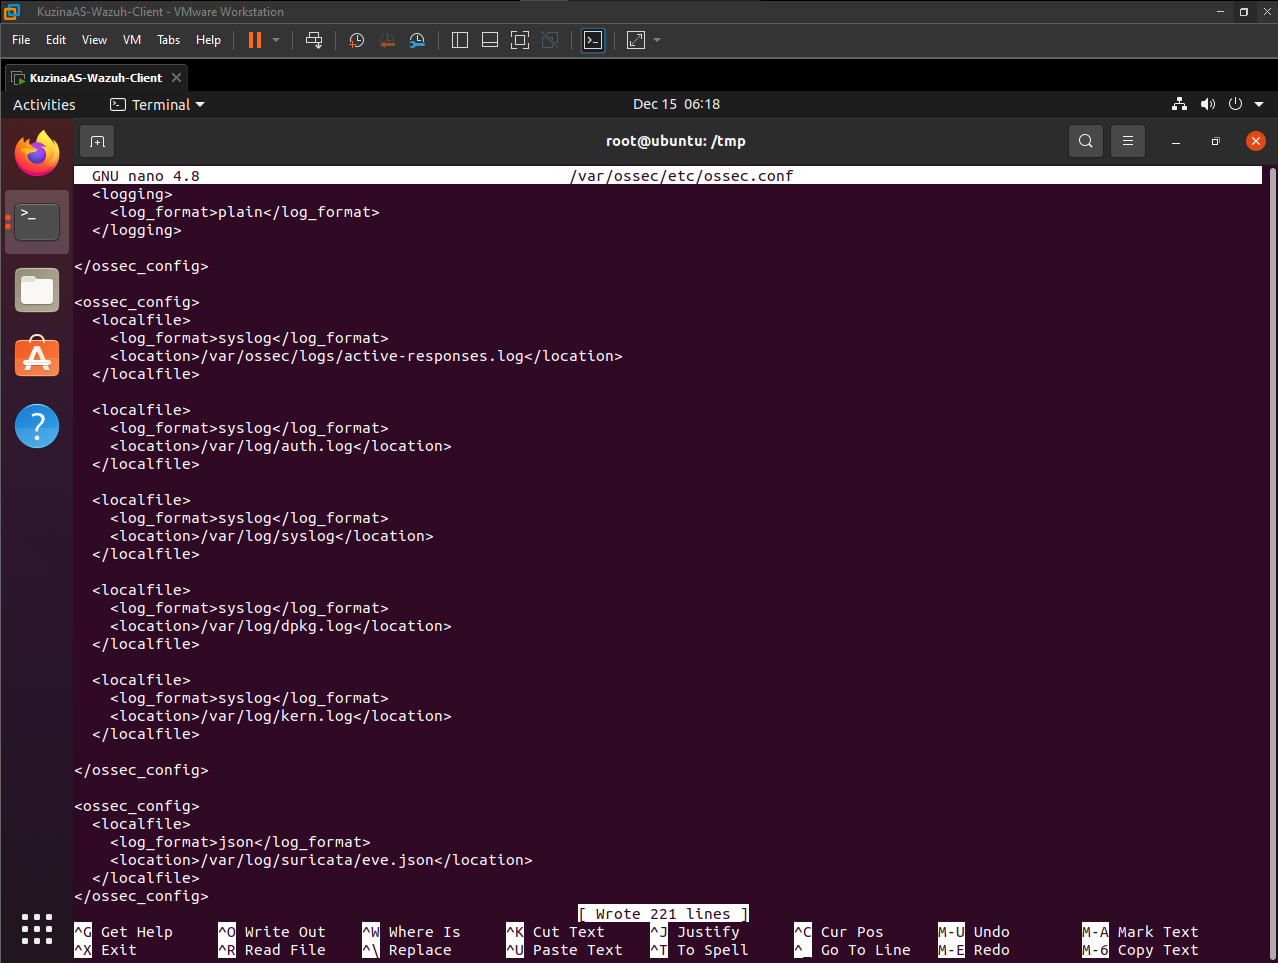 KuzinaAS-Wazuh-Client - VMware Workstation
File Edit View VM Tabs Help
KuzinaAS-Wazuh-Client
Activities Terminal Dec 15 06:18
root@ubuntu: /tmp
GNU nano 4.8 /var/ossec/etc/ossec.conf
  <logging>
    <log_format>plain</log_format>
  </logging>

</ossec_config>

<ossec_config>
  <localfile>
    <log_format>syslog</log_format>
    <location>/var/ossec/logs/active-responses.log</location>
  </localfile>

  <localfile>
    <log_format>syslog</log_format>
    <location>/var/log/auth.log</location>
  </localfile>

  <localfile>
    <log_format>syslog</log_format>
    <location>/var/log/syslog</location>
  </localfile>

  <localfile>
    <log_format>syslog</log_format>
    <location>/var/log/dpkg.log</location>
  </localfile>

  <localfile>
    <log_format>syslog</log_format>
    <location>/var/log/kern.log</location>
  </localfile>

</ossec_config>

<ossec_config>
  <localfile>
    <log_format>json</log_format>
    <location>/var/log/suricata/eve.json</location>
  </localfile>
</ossec_config>
[ Wrote 221 lines ]
^G Get Help ^O Write Out ^W Where Is ^K Cut Text ^J Justify ^C Cur Pos M-U Undo M-A Mark Text
^X Exit ^R Read File ^\ Replace ^U Paste Text ^T To Spell ^_ Go To Line M-E Redo M-6 Copy Text